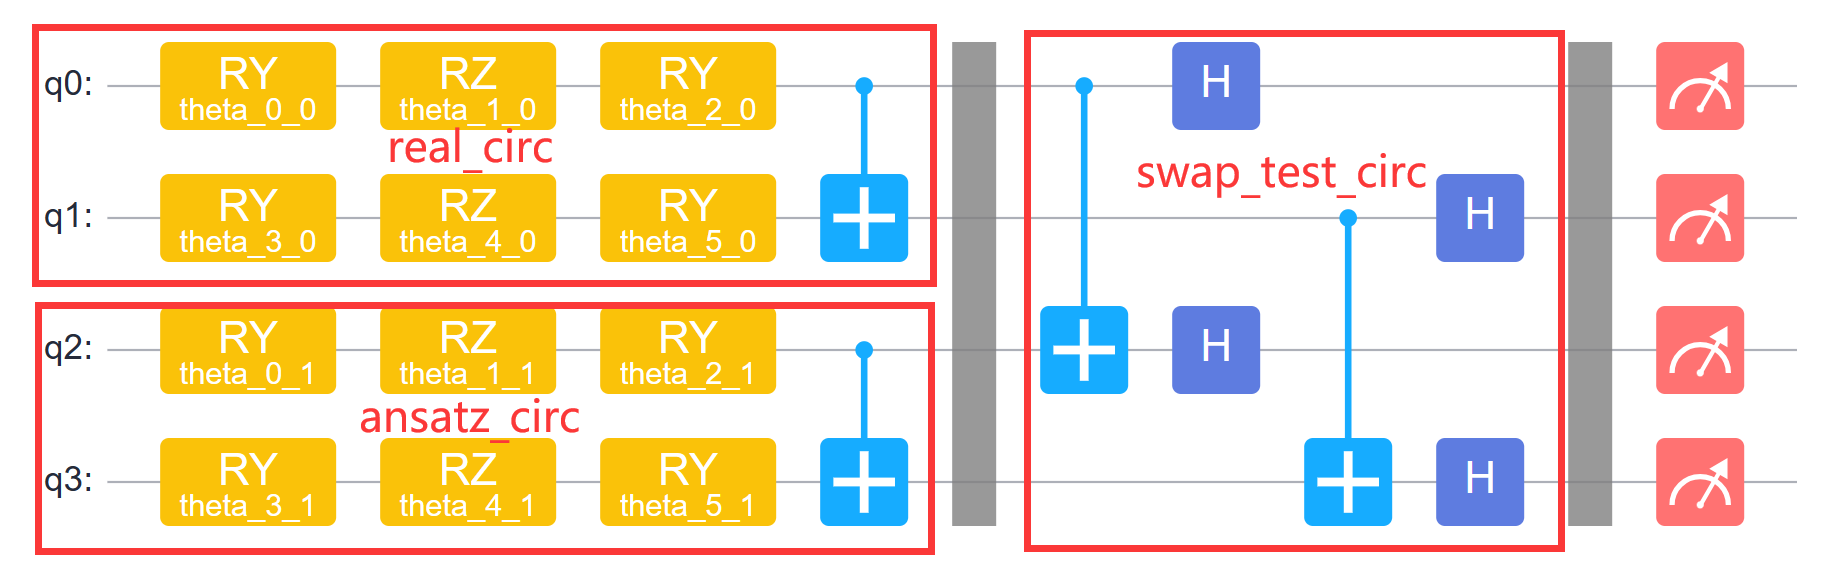 q0:
RY
theta_0_0
RZ
theta_1_0
RY
theta_2_0
H
real_circ
swap_test_circ
q1:
RY
theta_3_0
RZ
theta_4_0
RY
theta_5_0
H
q2:
RY
theta_0_1
RZ
theta_1_1
RY
theta_2_1
H
ansatz_circ
q3:
RY
theta_3_1
RZ
theta_4_1
RY
theta_5_1
H